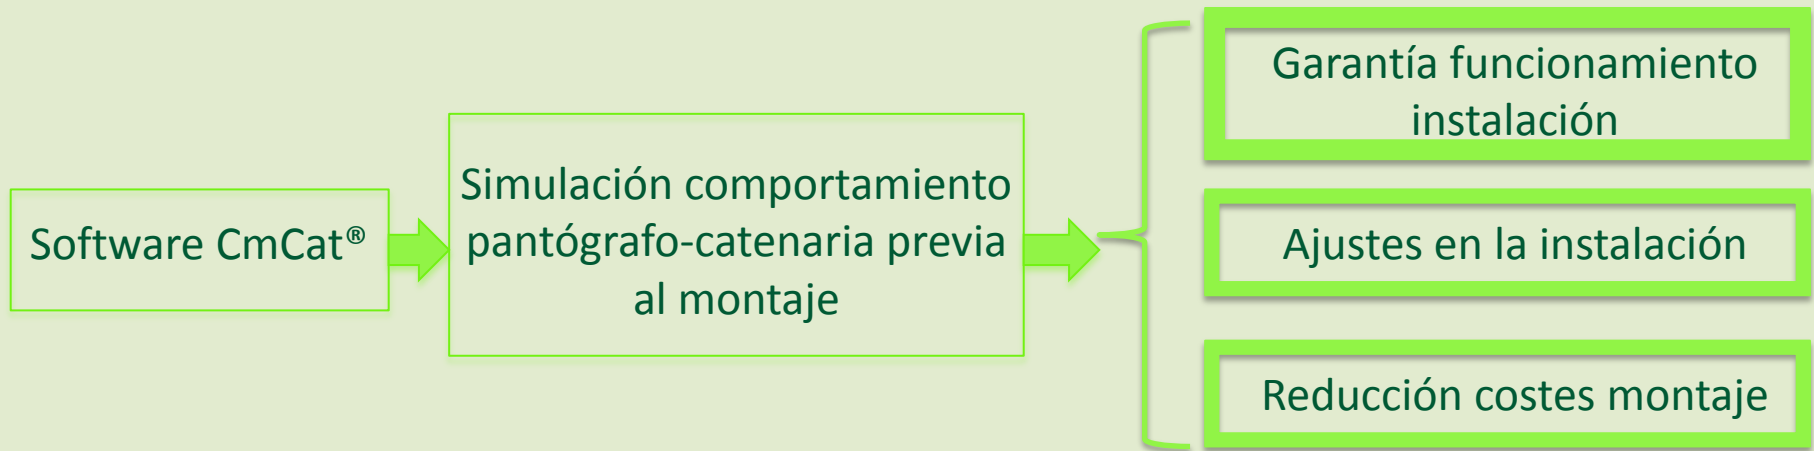 Software CmCat®
Simulación comportamiento
pantógrafo-catenaria previa
al montaje
Garantía funcionamiento
instalación
Ajustes en la instalación
Reducción costes montaje